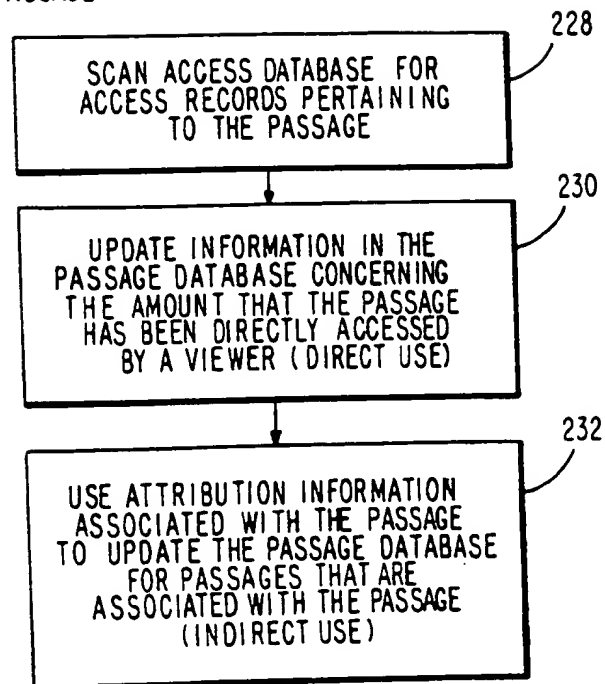 228
SCAN ACCESS DATABASE FOR
ACCESS RECORDS PERTAINING
TO THE PASSAGE
230
UPDATE INFORMATION IN THE
PASSAGE DATABASE CONCERNING
THE AMOUNT THAT THE PASSAGE
HAS BEEN DIRECTLY ACCESSED
BY A VIEWER (DIRECT USE)
232
USE ATTRIBUTION INFORMATION
ASSOCIATED WITH THE PASSAGE
TO UPDATE THE PASSAGE DATABASE
FOR PASSAGES THAT ARE
ASSOCIATED WITH THE PASSAGE
(INDIRECT USE)